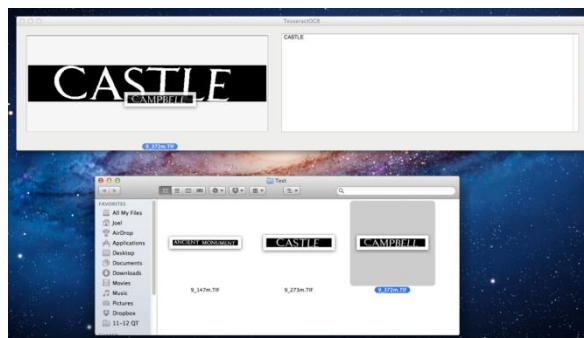 TesseractOCR
CASTLE
CASTLE
CAMPBELL
9_372m.TIF
Test
FAVORITES
All My Files
Joel
AirDrop
Applications
Desktop
Documents
Downloads
Movies
Music
Pictures
Dropbox
11-12 QT
ANCIENT MONUMENT
CASTLE
CAMPBELL
9_147m.TIF
9_273m.TIF
9_372m.TIF